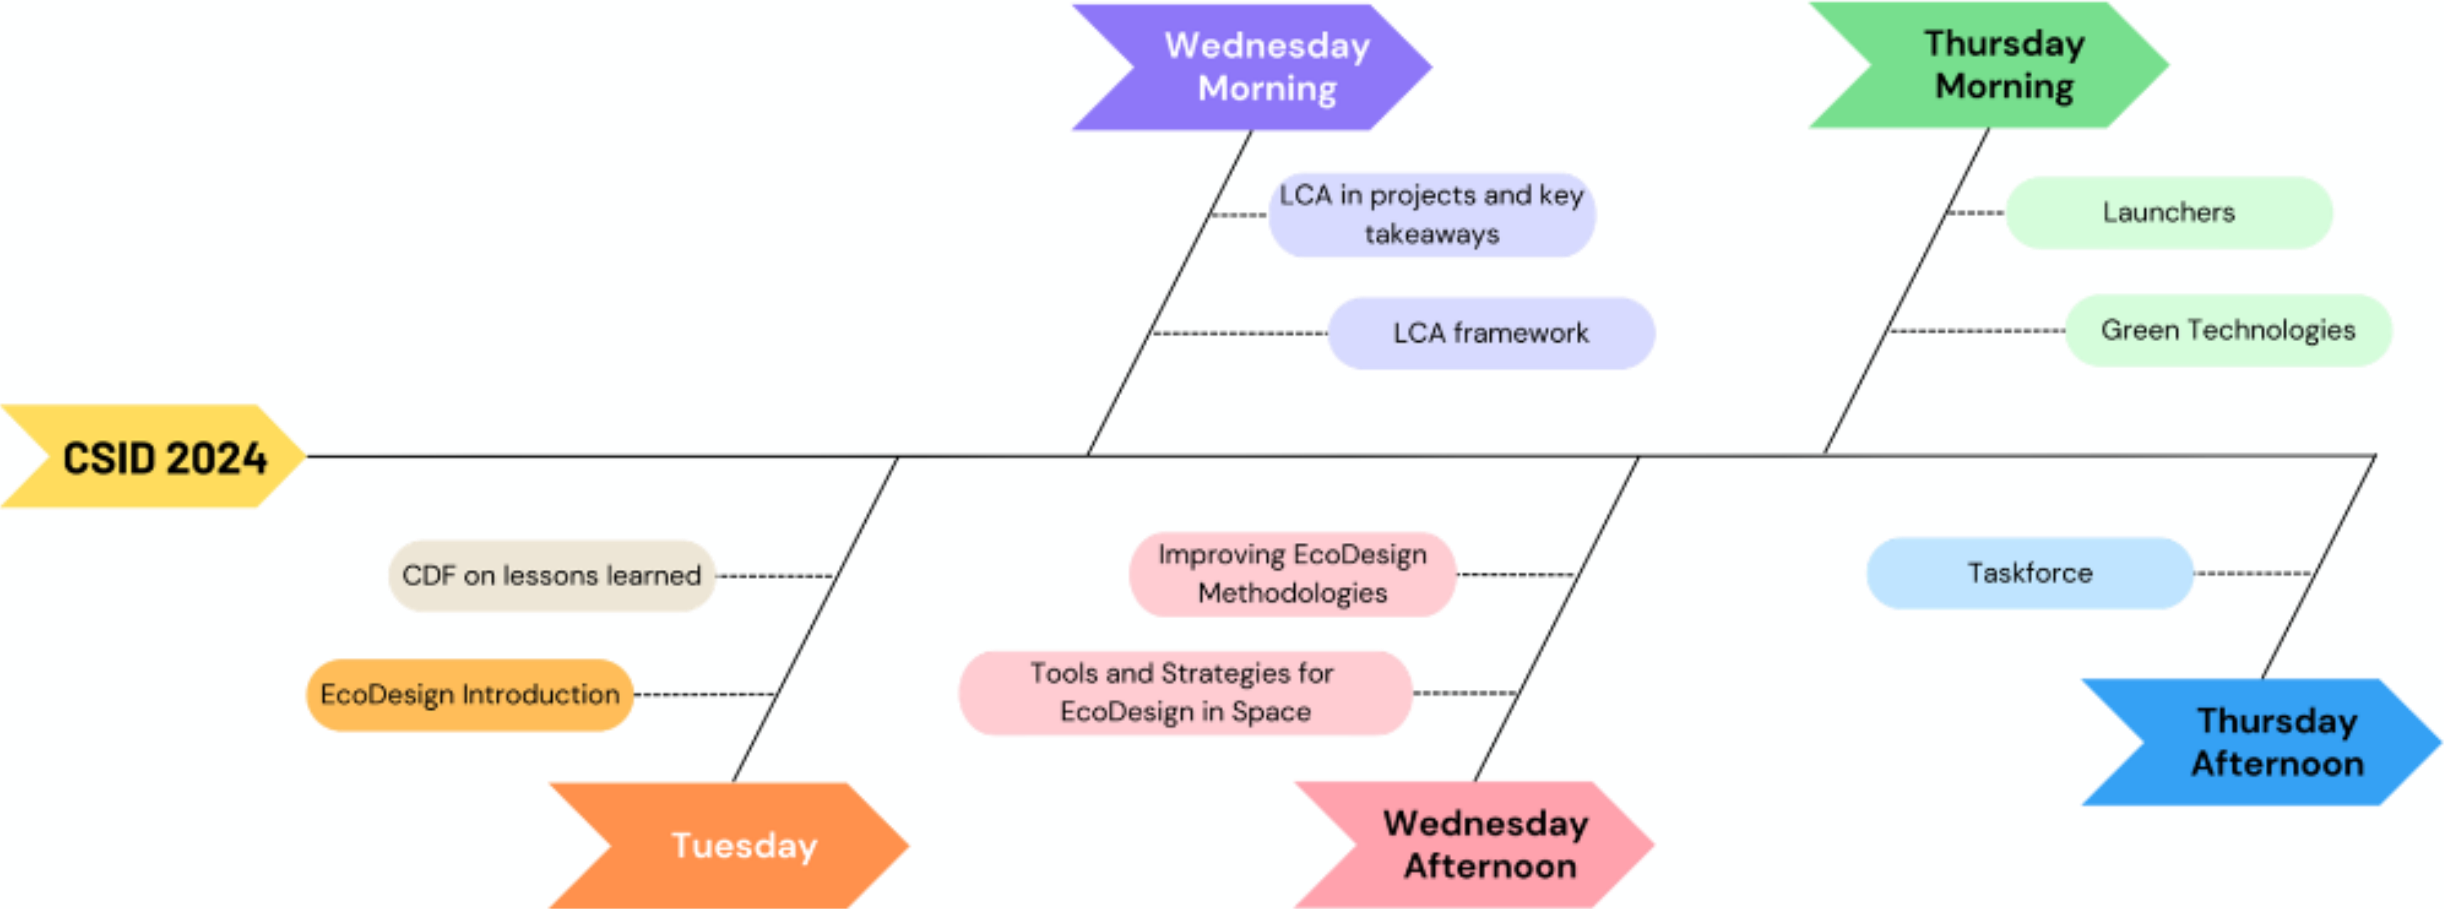 Wednesday
Morning
Thursday
Morning
LCA in projects and key
takeaways
LCA framework
Launchers
Green Technologies
CSID 2024
CDF on lessons learned
EcoDesign Introduction
Tuesday
Improving EcoDesign
Methodologies
Tools and Strategies for
EcoDesign in Space
Wednesday
Afternoon
Taskforce
Thursday
Afternoon